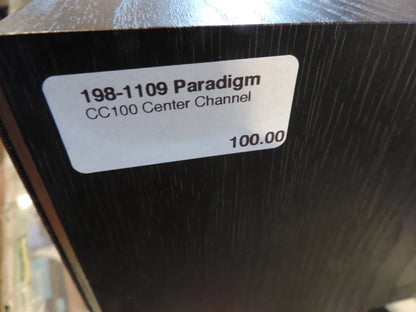 198-1109 Paradigm
CC100 Center Channel
100.00